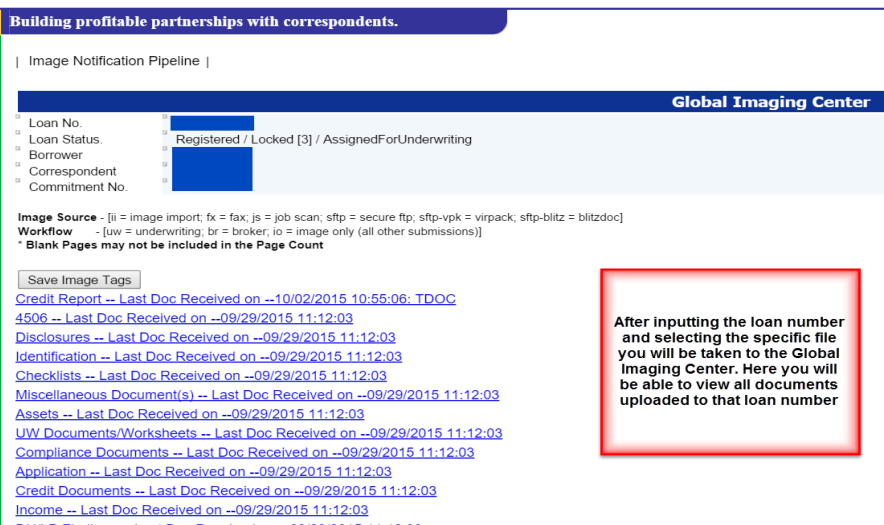 Building profitable partnerships with correspondents.
| Image Notification Pipeline |
Global Imaging Center
Loan No.
Loan Status. Registered / Locked [3] / AssignedForUnderwriting
Borrower
Correspondent
Commitment No.
Image Source - [ii = image import; fx = fax; js = job scan; sftp = secure ftp; sftp-vpk = virpack; sftp-blitz = blitzdoc]
Workflow - [uw = underwriting; br = broker; io = image only (all other submissions)]
* Blank Pages may not be included in the Page Count
Save Image Tags
Credit Report -- Last Doc Received on --10/02/2015 10:55:06: TDOC
4506 -- Last Doc Received on --09/29/2015 11:12:03
Disclosures -- Last Doc Received on --09/29/2015 11:12:03
Identification -- Last Doc Received on --09/29/2015 11:12:03
Checklists -- Last Doc Received on --09/29/2015 11:12:03
Miscellaneous Document(s) -- Last Doc Received on --09/29/2015 11:12:03
Assets -- Last Doc Received on --09/29/2015 11:12:03
UW Documents/Worksheets -- Last Doc Received on --09/29/2015 11:12:03
Compliance Documents -- Last Doc Received on --09/29/2015 11:12:03
Application -- Last Doc Received on --09/29/2015 11:12:03
Credit Documents -- Last Doc Received on --09/29/2015 11:12:03
Income -- Last Doc Received on --09/29/2015 11:12:03
After inputting the loan number
and selecting the specific file
you will be taken to the Global
Imaging Center. Here you will
be able to view all documents
uploaded to that loan number